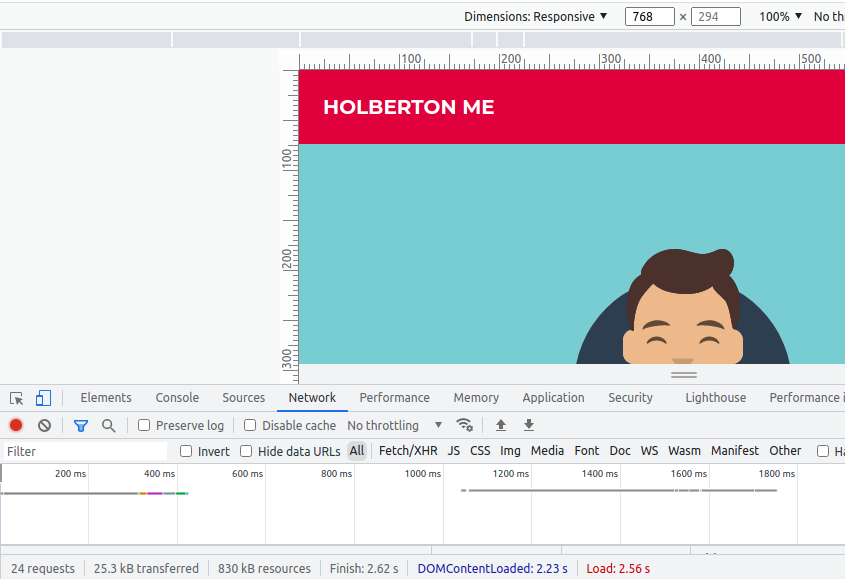 Dimensions: Responsive ▼ 768 × 294 100% ▼ No
100 200 300 400 500
HOLBERTON ME
100
200
300
Elements Console Sources Network Performance Memory Application Security Lighthouse Performance
Preserve log Disable cache No throttling ▼
Filter Invert Hide data URLs All Fetch/XHR JS CSS Img Media Font Doc WS Wasm Manifest Other
200 ms 400 ms 600 ms 800 ms 1000 ms 1200 ms 1400 ms 1600 ms 1800 ms
24 requests 25.3 kB transferred 830 kB resources Finish: 2.62 s DOMContentLoaded: 2.23 s Load: 2.56 s